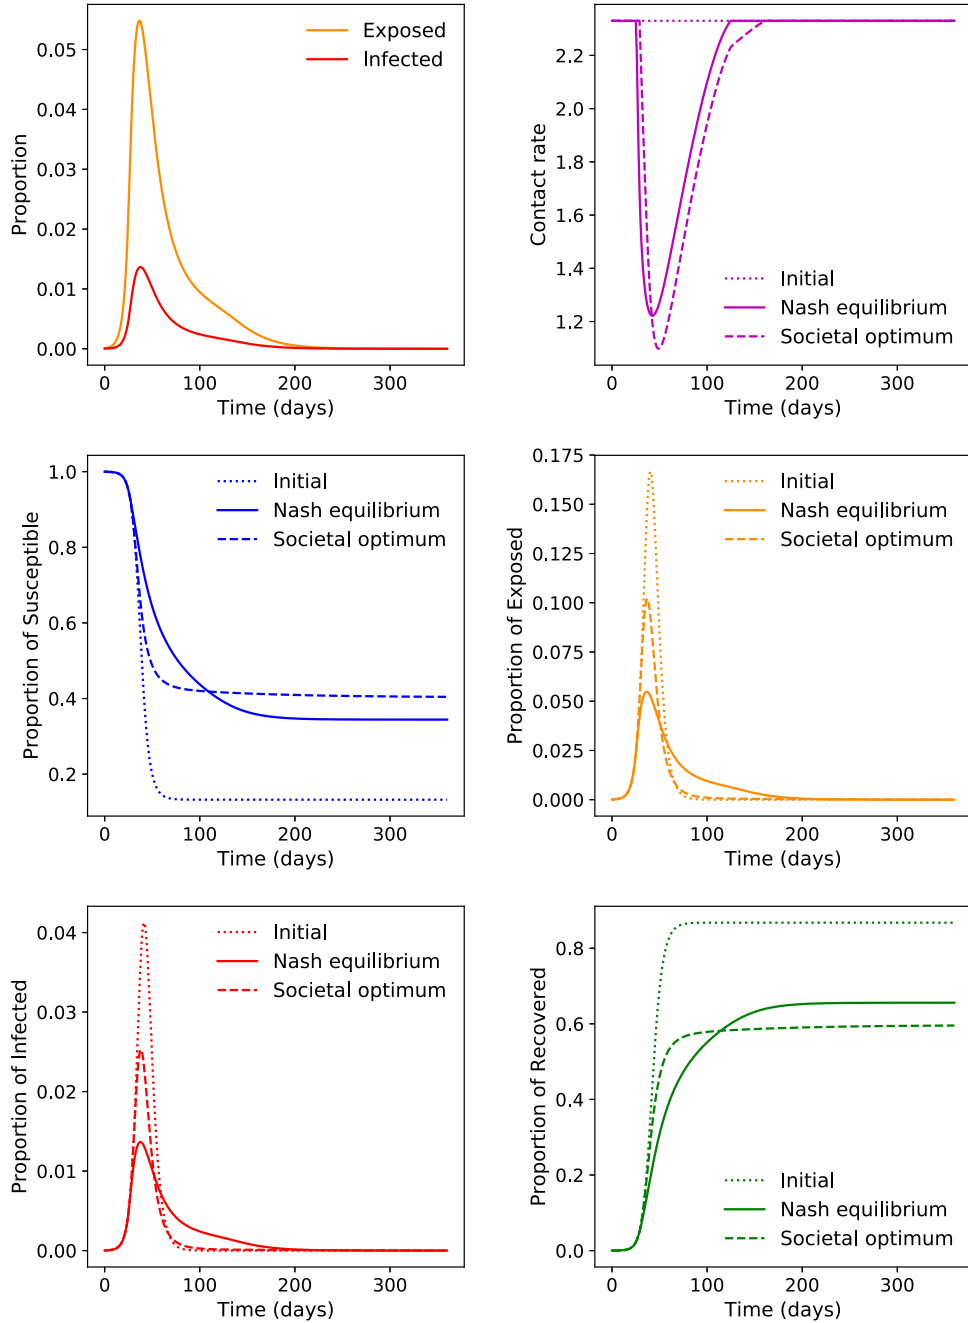 0.05
0.04
0.03
0.02
0.01
0.00
Proportion
Exposed
Infected
0 100 200 300
Time (days)
2.2
2.0
1.8
1.6
1.4
1.2
Contact rate
Initial
Nash equilibrium
Societal optimum
0 100 200 300
Time (days)
1.0
0.8
0.6
0.4
0.2
Proportion of Susceptible
Initial
Nash equilibrium
Societal optimum
0 100 200 300
Time (days)
0.175
0.150
0.125
0.100
0.075
0.050
0.025
0.000
Proportion of Exposed
Initial
Nash equilibrium
Societal optimum
0 100 200 300
Time (days)
0.04
0.03
0.02
0.01
0.00
Proportion of Infected
Initial
Nash equilibrium
Societal optimum
0 100 200 300
Time (days)
0.8
0.6
0.4
0.2
0.0
Proportion of Recovered
Initial
Nash equilibrium
Societal optimum
0 100 200 300
Time (days)